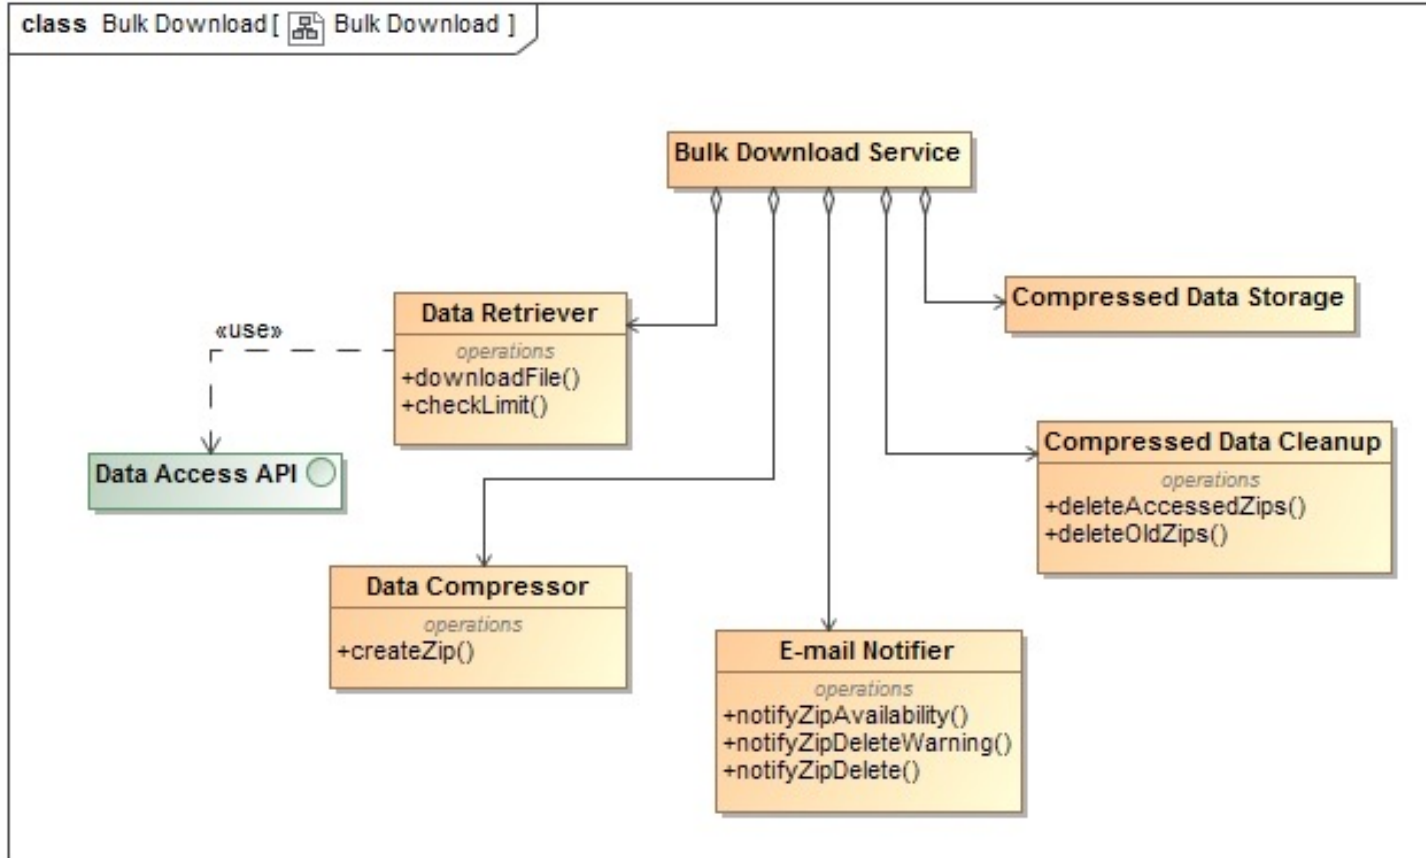 class Bulk Download [ Bulk Download ]
Bulk Download Service
Compressed Data Storage
Data Retriever
operations
+downloadFile()
+checkLimit()
«use»
Data Access API
Compressed Data Cleanup
operations
+deleteAccessedZips()
+deleteOldZips()
Data Compressor
operations
+createZip()
E-mail Notifier
operations
+notifyZipAvailability()
+notifyZipDeleteWarning()
+notifyZipDelete()